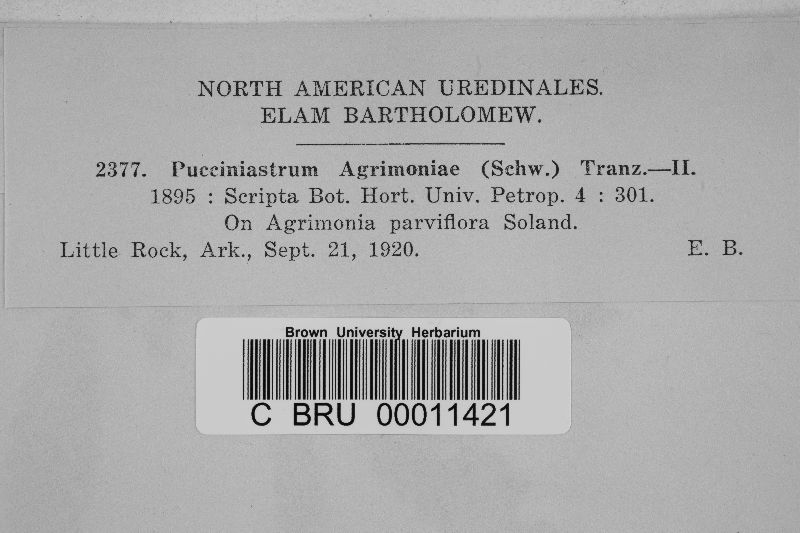 NORTH AMERICAN UREDINALES.
ELAM BARTHOLOMEW.
2377. Pucciniastrum Agrimoniae (Schw.) Tranz.—II.
1895 : Scripta Bot. Hort. Univ. Petrop. 4 : 301.
On Agrimonia parviflora Soland.
Little Rock, Ark., Sept. 21, 1920. E. B.
Brown University Herbarium
C BRU 00011421